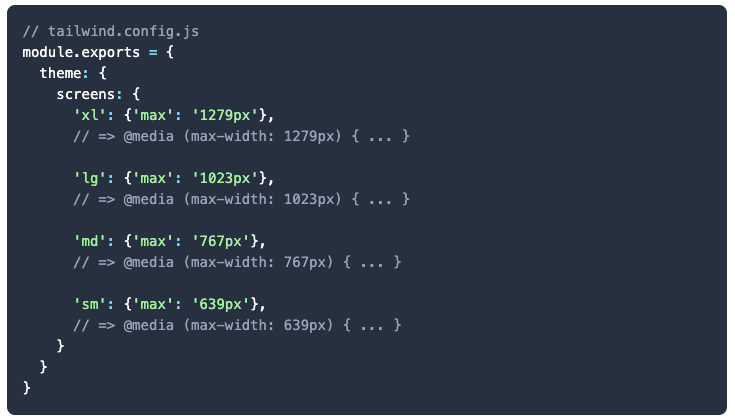 // tailwind.config.js
module.exports = {
  theme: {
    screens: {
      'xl': {'max': '1279px'},
      // => @media (max-width: 1279px) { ... }

      'lg': {'max': '1023px'},
      // => @media (max-width: 1023px) { ... }

      'md': {'max': '767px'},
      // => @media (max-width: 767px) { ... }

      'sm': {'max': '639px'},
      // => @media (max-width: 639px) { ... }
    }
  }
}